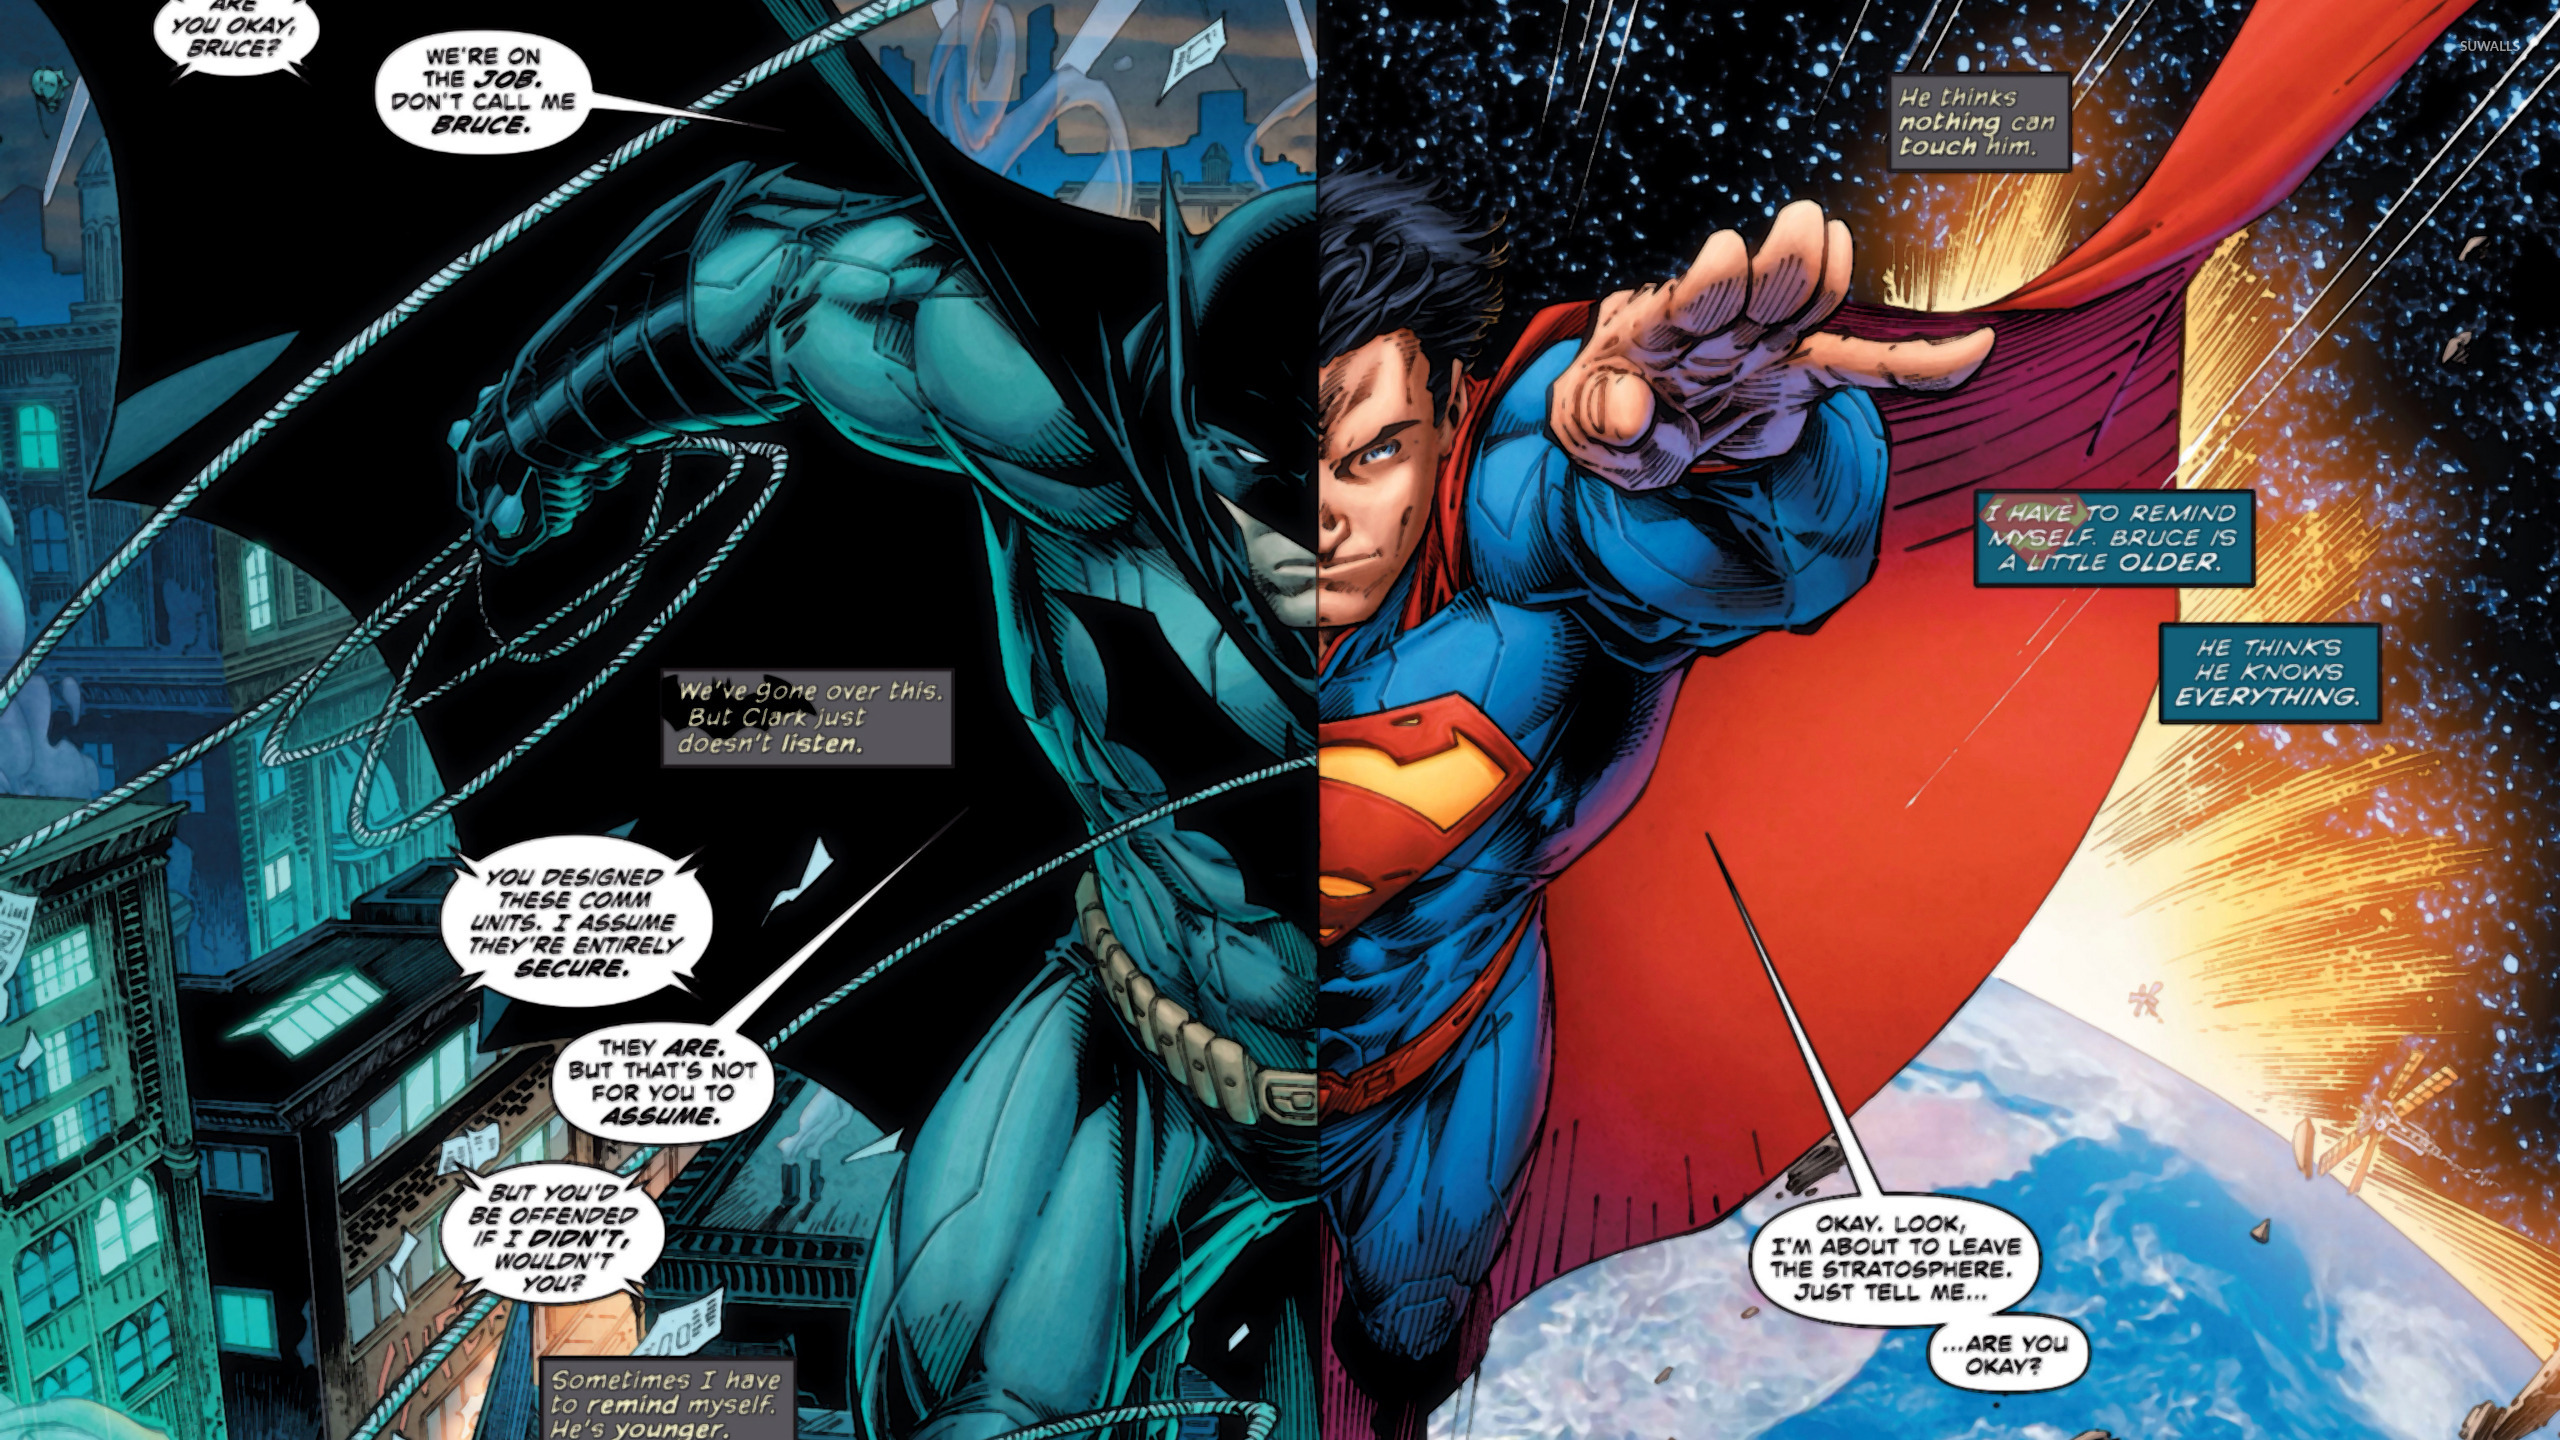 ARE
YOU OKAY,
BRUCE?
WE'RE ON
THE JOB.
DON'T CALL ME
BRUCE.
We've gone over this.
But Clark just
doesn't listen.
YOU DESIGNED
THESE COMM
UNITS. I ASSUME
THEY'RE ENTIRELY
SECURE.
THEY ARE.
BUT THAT'S NOT
FOR YOU TO
ASSUME.
BUT YOU'D
BE OFFENDED
IF I DIDN'T,
WOULDN'T
YOU?
Sometimes I have
to remind myself.
He's younger.
SUWALLS
He thinks
nothing can
touch him.
I HAVE TO REMIND
MYSELF. BRUCE IS
A LITTLE OLDER.
HE THINKS
HE KNOWS
EVERYTHING.
OKAY. LOOK,
I'M ABOUT TO LEAVE
THE STRATOSPHERE.
JUST TELL ME...
...ARE YOU
OKAY?